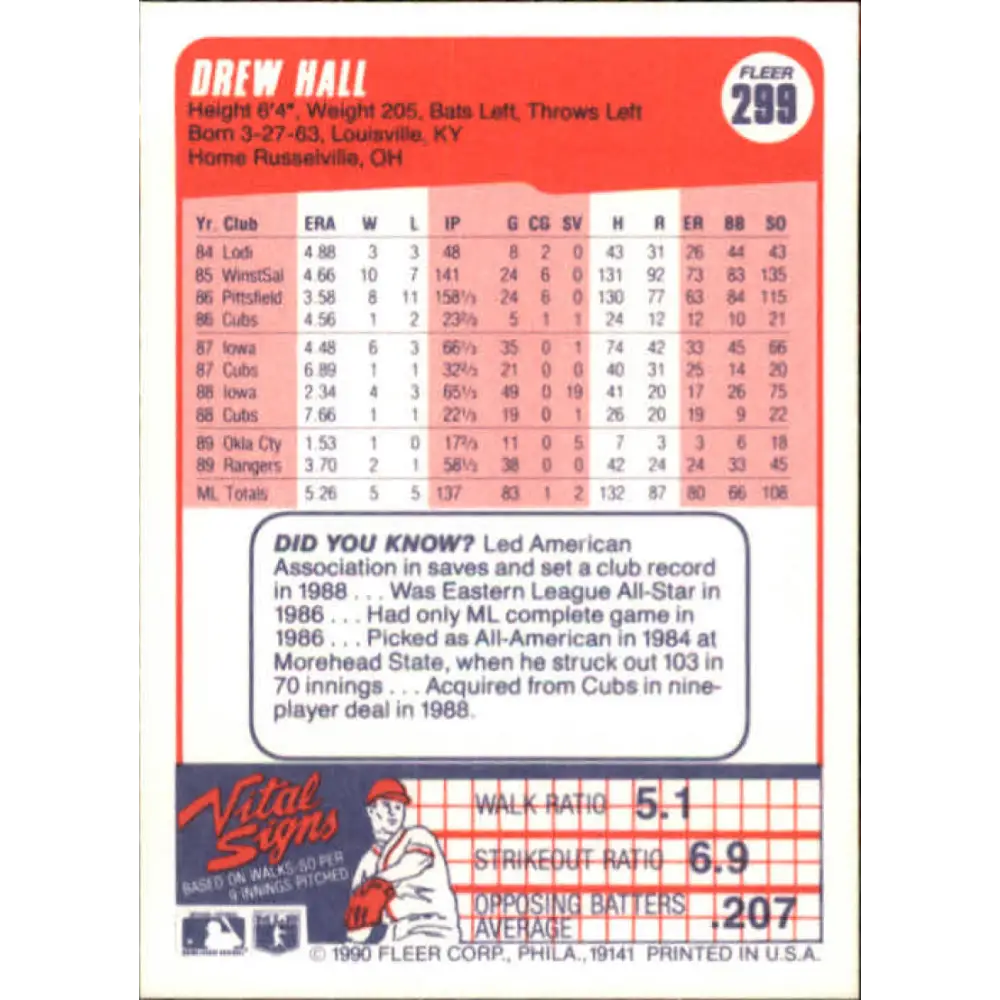 DREW HALL
FLEER
299
Height 6'4", Weight 205, Bats Left, Throws Left
Born 3-27-63, Louisville, KY
Home Russelville, OH
Yr. Club ERA W L IP G CG SV H R ER BB SO
84 Lodi 4.88 3 3 48 8 2 0 43 31 26 44 43
85 WinstSal 4.66 10 7 141 24 6 0 131 92 73 83 135
86 Pittsfield 3.58 8 11 158⅓ 24 6 0 130 77 63 84 115
86 Cubs 4.56 1 2 23⅔ 5 1 1 24 12 12 10 21
87 Iowa 4.48 6 3 66⅓ 35 0 1 74 42 33 45 66
87 Cubs 6.89 1 1 32⅔ 21 0 0 40 31 25 14 20
88 Iowa 2.34 4 3 65⅓ 49 0 19 41 20 17 26 75
88 Cubs 7.66 1 1 22⅓ 19 0 1 26 20 19 9 22
89 Okla Cty 1.53 1 0 17⅔ 11 0 5 7 3 3 6 18
89 Rangers 3.70 2 1 58⅓ 38 0 0 42 24 24 33 45
ML Totals 5.26 5 5 137 83 1 2 132 87 80 66 108
DID YOU KNOW? Led American
Association in saves and set a club record
in 1988 . . . Was Eastern League All-Star in
1986 . . . Had only ML complete game in
1986 . . . Picked as All-American in 1984 at
Morehead State, when he struck out 103 in
70 innings . . . Acquired from Cubs in nine-
player deal in 1988.
Vital
Signs
BASED ON WALKS-SO PER
9 INNINGS PITCHED
WALK RATIO 5.1
STRIKEOUT RATIO 6.9
OPPOSING BATTERS
AVERAGE .207
© 1990 FLEER CORP., PHILA., 19141 PRINTED IN U.S.A.